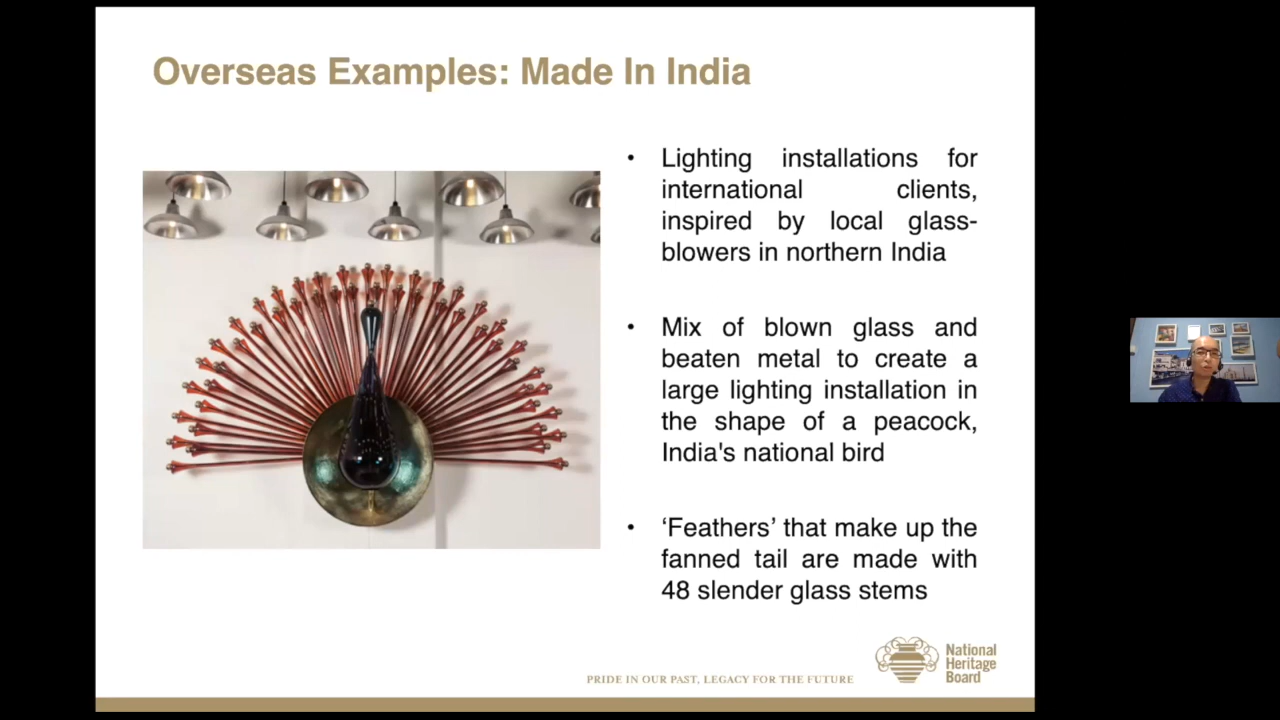 Overseas Examples: Made In India
• Lighting installations for
international clients,
inspired by local glass-
blowers in northern India
• Mix of blown glass and
beaten metal to create a
large lighting installation in
the shape of a peacock,
India's national bird
• ‘Feathers’ that make up the
fanned tail are made with
48 slender glass stems
PRIDE IN OUR PAST, LEGACY FOR THE FUTURE
National
Heritage
Board